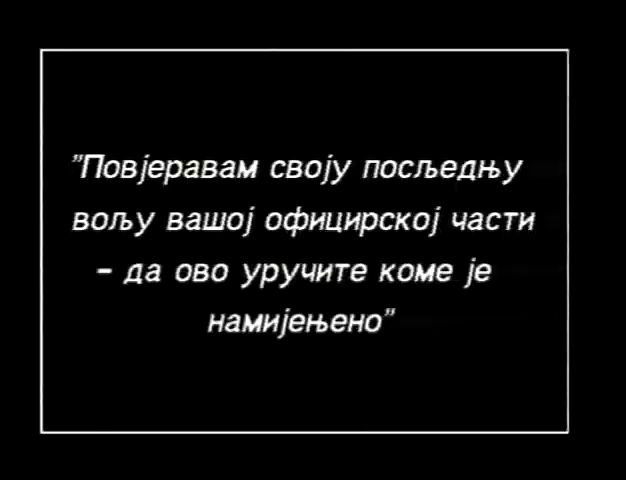 "Повјеравам своју посљедњу
вољу вашој официрској части
- да ово уручите коме је
намијењено"